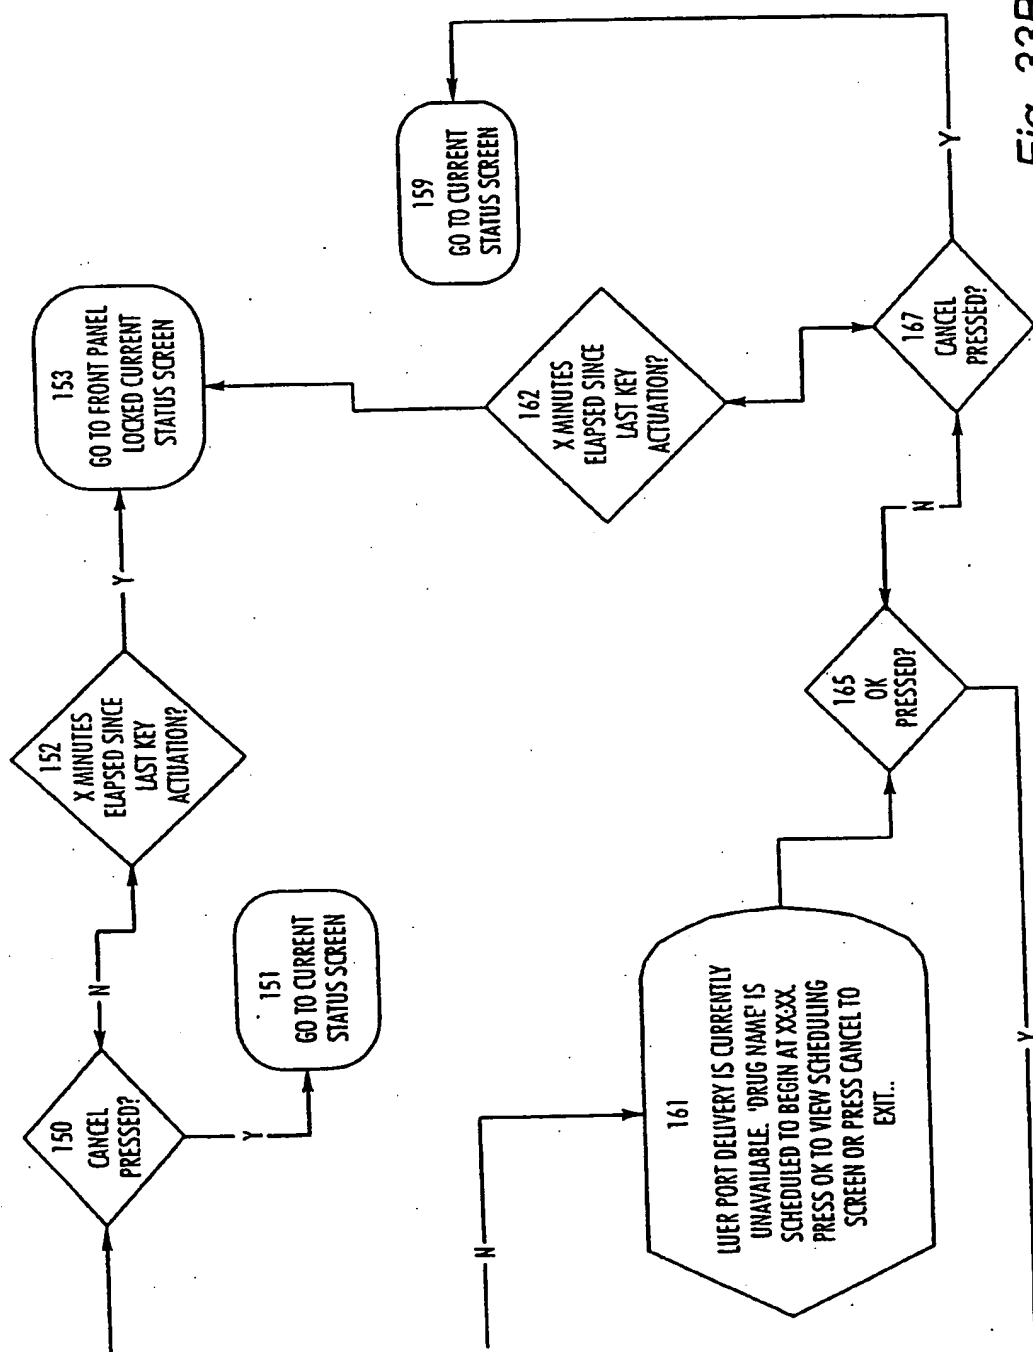 150
CANCEL
PRESSED?
N
Y
151
GO TO CURRENT
STATUS SCREEN
152
X MINUTES
ELAPSED SINCE
LAST KEY
ACTUATION?
Y
153
GO TO FRONT PANEL
LOCKED CURRENT
STATUS SCREEN
N
161
LUER PORT DELIVERY IS CURRENTLY
UNAVAILABLE. 'DRUG NAME' IS
SCHEDULED TO BEGIN AT XX:XX.
PRESS OK TO VIEW SCHEDULING
SCREEN OR PRESS CANCEL TO
EXIT..
165
OK
PRESSED?
N
Y
162
X MINUTES
ELAPSED SINCE
LAST KEY
ACTUATION?
167
CANCEL
PRESSED?
Y
159
GO TO CURRENT
STATUS SCREEN
Fig. 33B